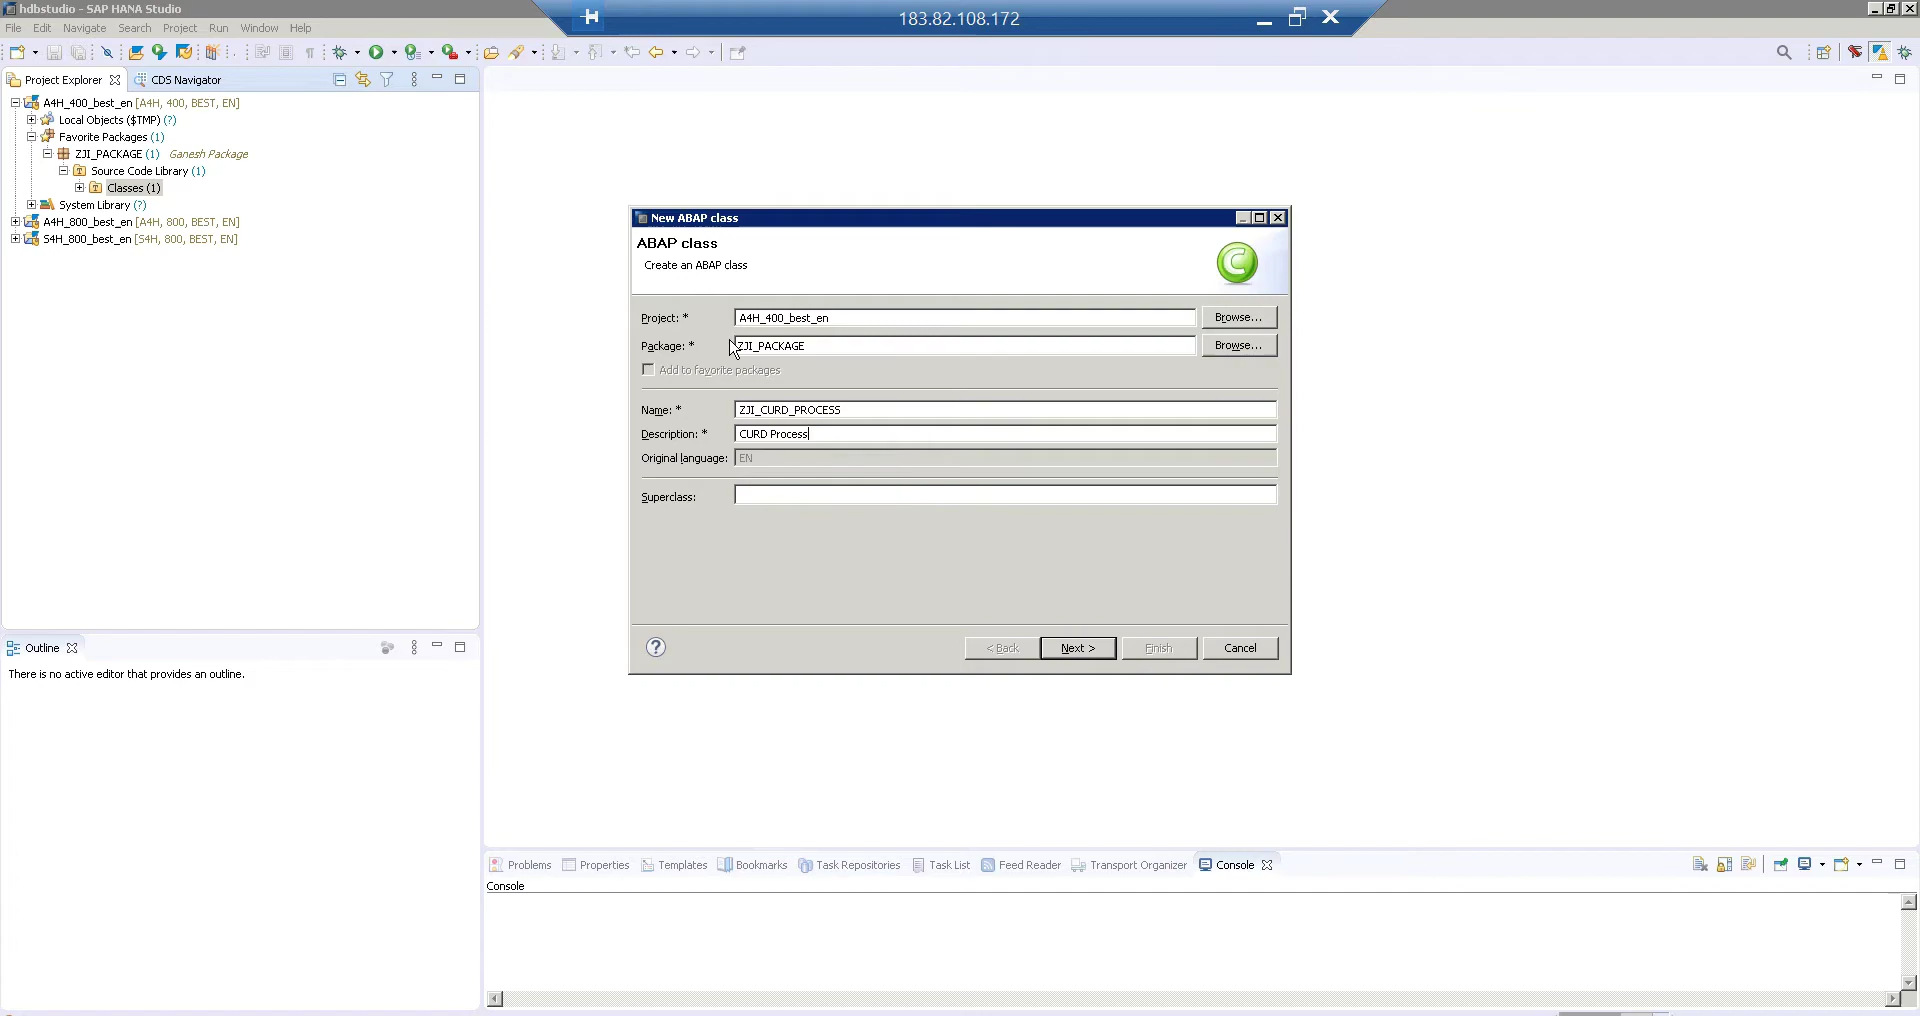 hdbstudio - SAP HANA Studio
183.82.108.172
File Edit Navigate Search Project Run Window Help
Project Explorer CDS Navigator
A4H_400_best_en [A4H, 400, BEST, EN]
Local Objects ($TMP) (?)
Favorite Packages (1)
ZJI_PACKAGE (1) Ganesh Package
Source Code Library (1)
Classes (1)
System Library (?)
A4H_800_best_en [A4H, 800, BEST, EN]
S4H_800_best_en [S4H, 800, BEST, EN]
New ABAP class
ABAP class
Create an ABAP class
Project: * A4H_400_best_en Browse...
Package: * ZJI_PACKAGE Browse...
Add to favorite packages
Name: * ZJI_CURD_PROCESS
Description: * CURD Process
Original language: EN
Superclass:
< Back Next > Finish Cancel
Outline
There is no active editor that provides an outline.
Problems Properties Templates Bookmarks Task Repositories Task List Feed Reader Transport Organizer Console
Console